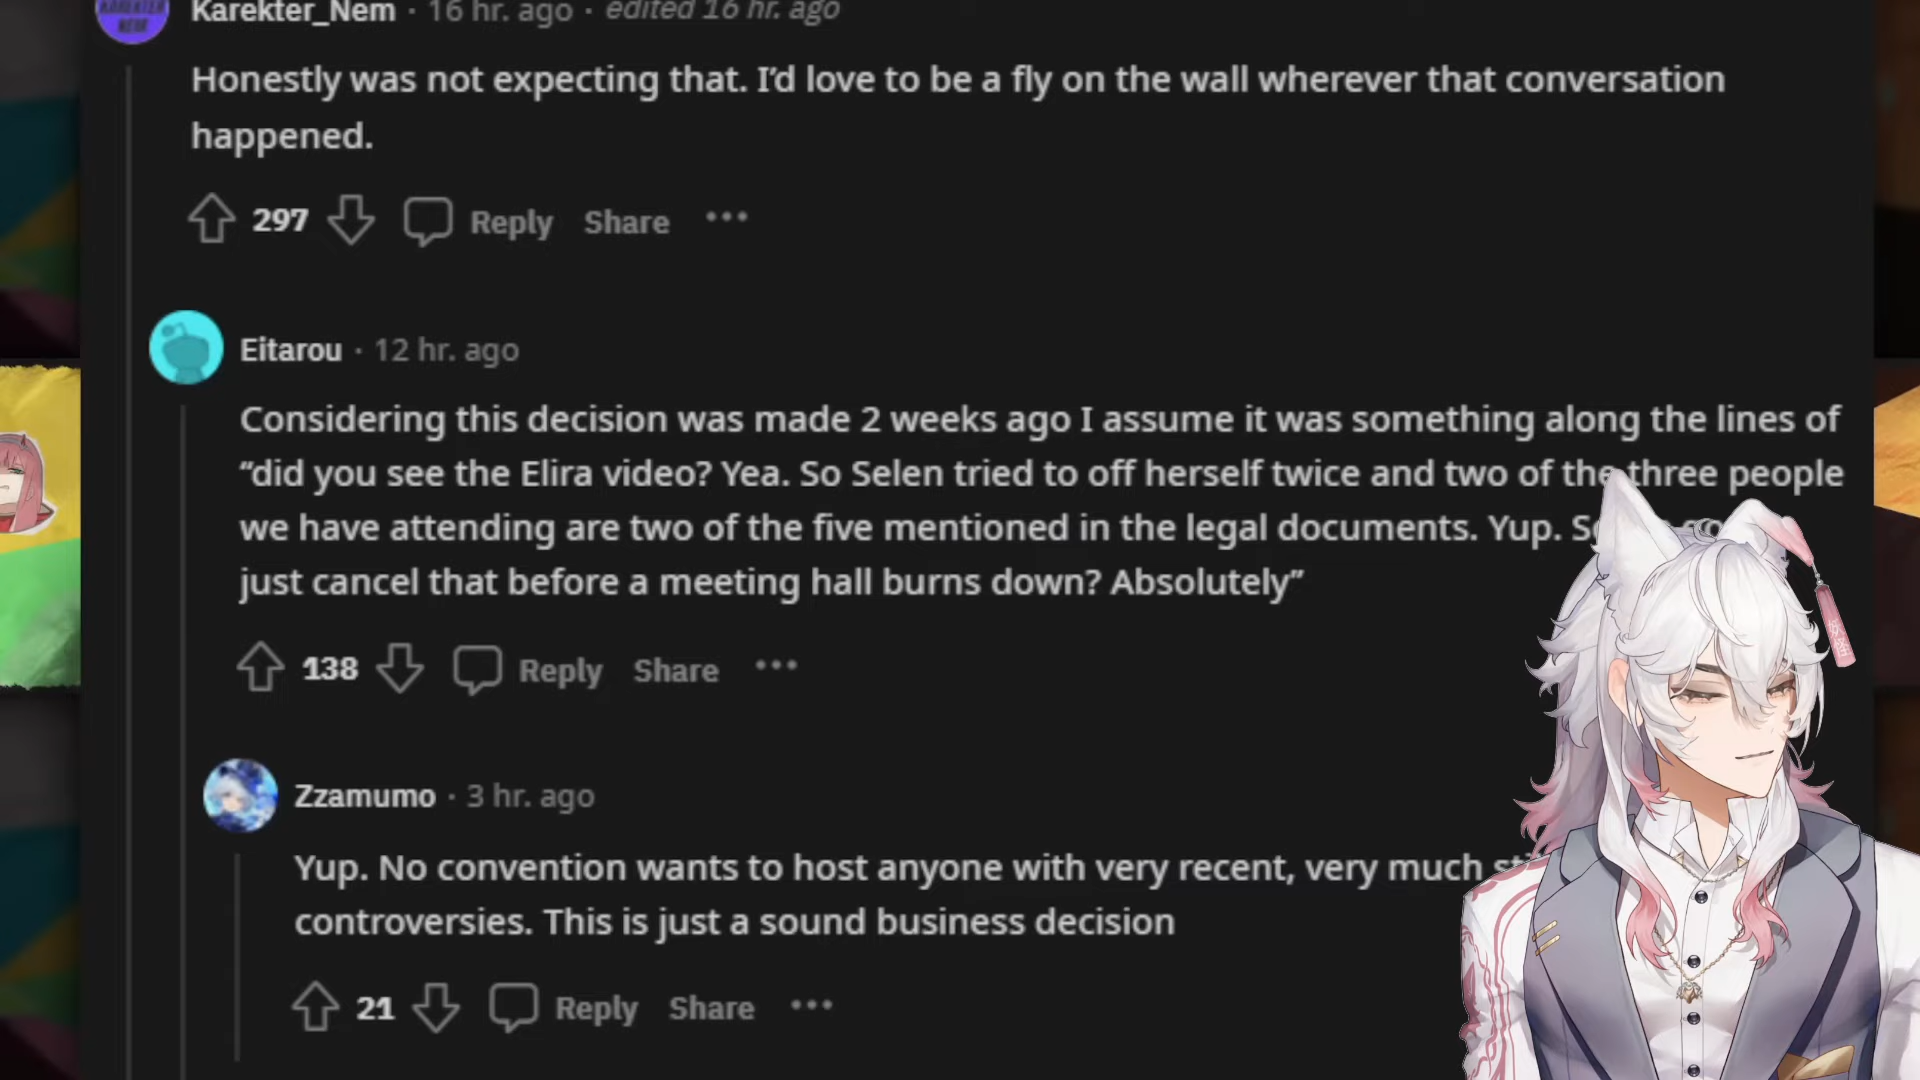 Karekter_Nem · 16 hr. ago · edited 16 hr. ago
Honestly was not expecting that. I'd love to be a fly on the wall wherever that conversation
happened.
297 Reply Share ···
Eitarou · 12 hr. ago
Considering this decision was made 2 weeks ago I assume it was something along the lines of
“did you see the Elira video? Yea. So Selen tried to off herself twice and two of the three people
we have attending are two of the five mentioned in the legal documents. Yup.
just cancel that before a meeting hall burns down? Absolutely”
138 Reply Share ···
Zzamumo · 3 hr. ago
Yup. No convention wants to host anyone with very recent, very much
controversies. This is just a sound business decision
21 Reply Share ···
妖怪